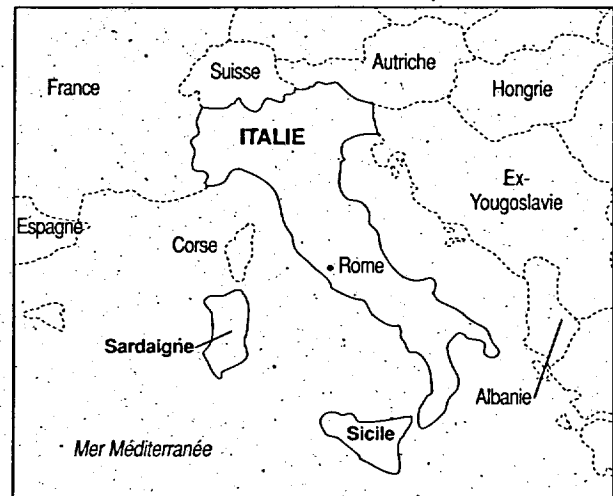 Autriche
Suisse
France
Hongrie
ITALIE
Ex-
Yougoslavie
Espagne
Corse
Rome
Sardaigne
Albanie
Sicile
Mer Méditerranée